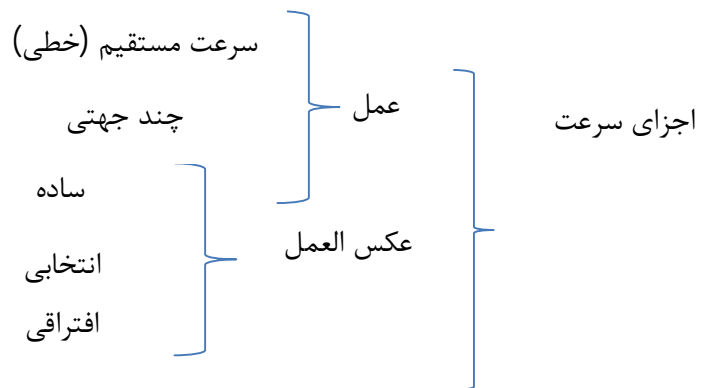 سرعت مستقیم (خطی)
عمل
چند جهتی
اجزای سرعت
ساده
عکس العمل
انتخابی
افتراقی